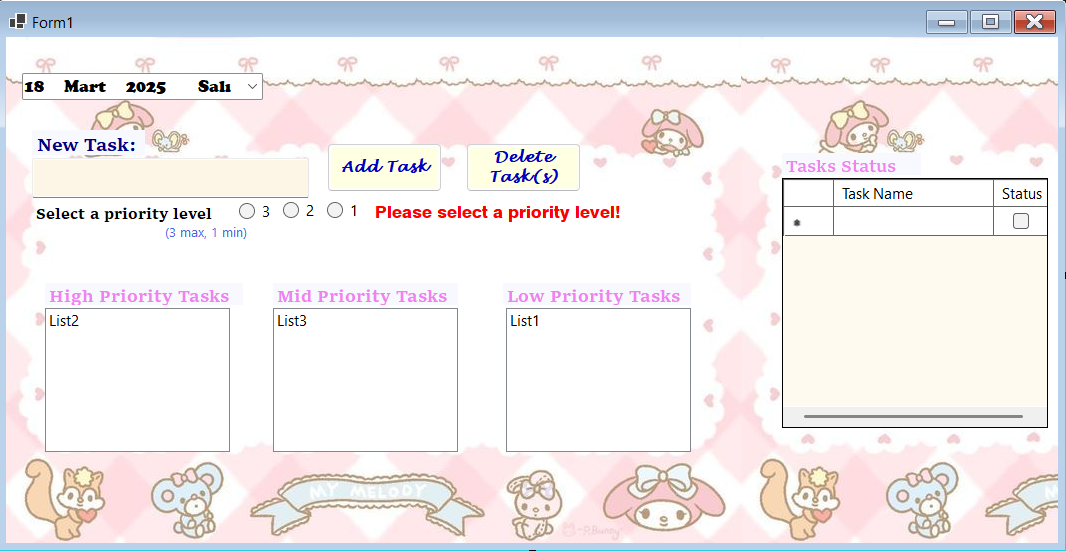 Form1
18 Mart 2025 Salı
New Task:
Add Task
Delete
Task(s)
Tasks Status
Task Name Status
Select a priority level 3 2 1 Please select a priority level!
(3 max, 1 min)
High Priority Tasks Mid Priority Tasks Low Priority Tasks
List2 List3 List1
MY MELODY
~RBunny~
M